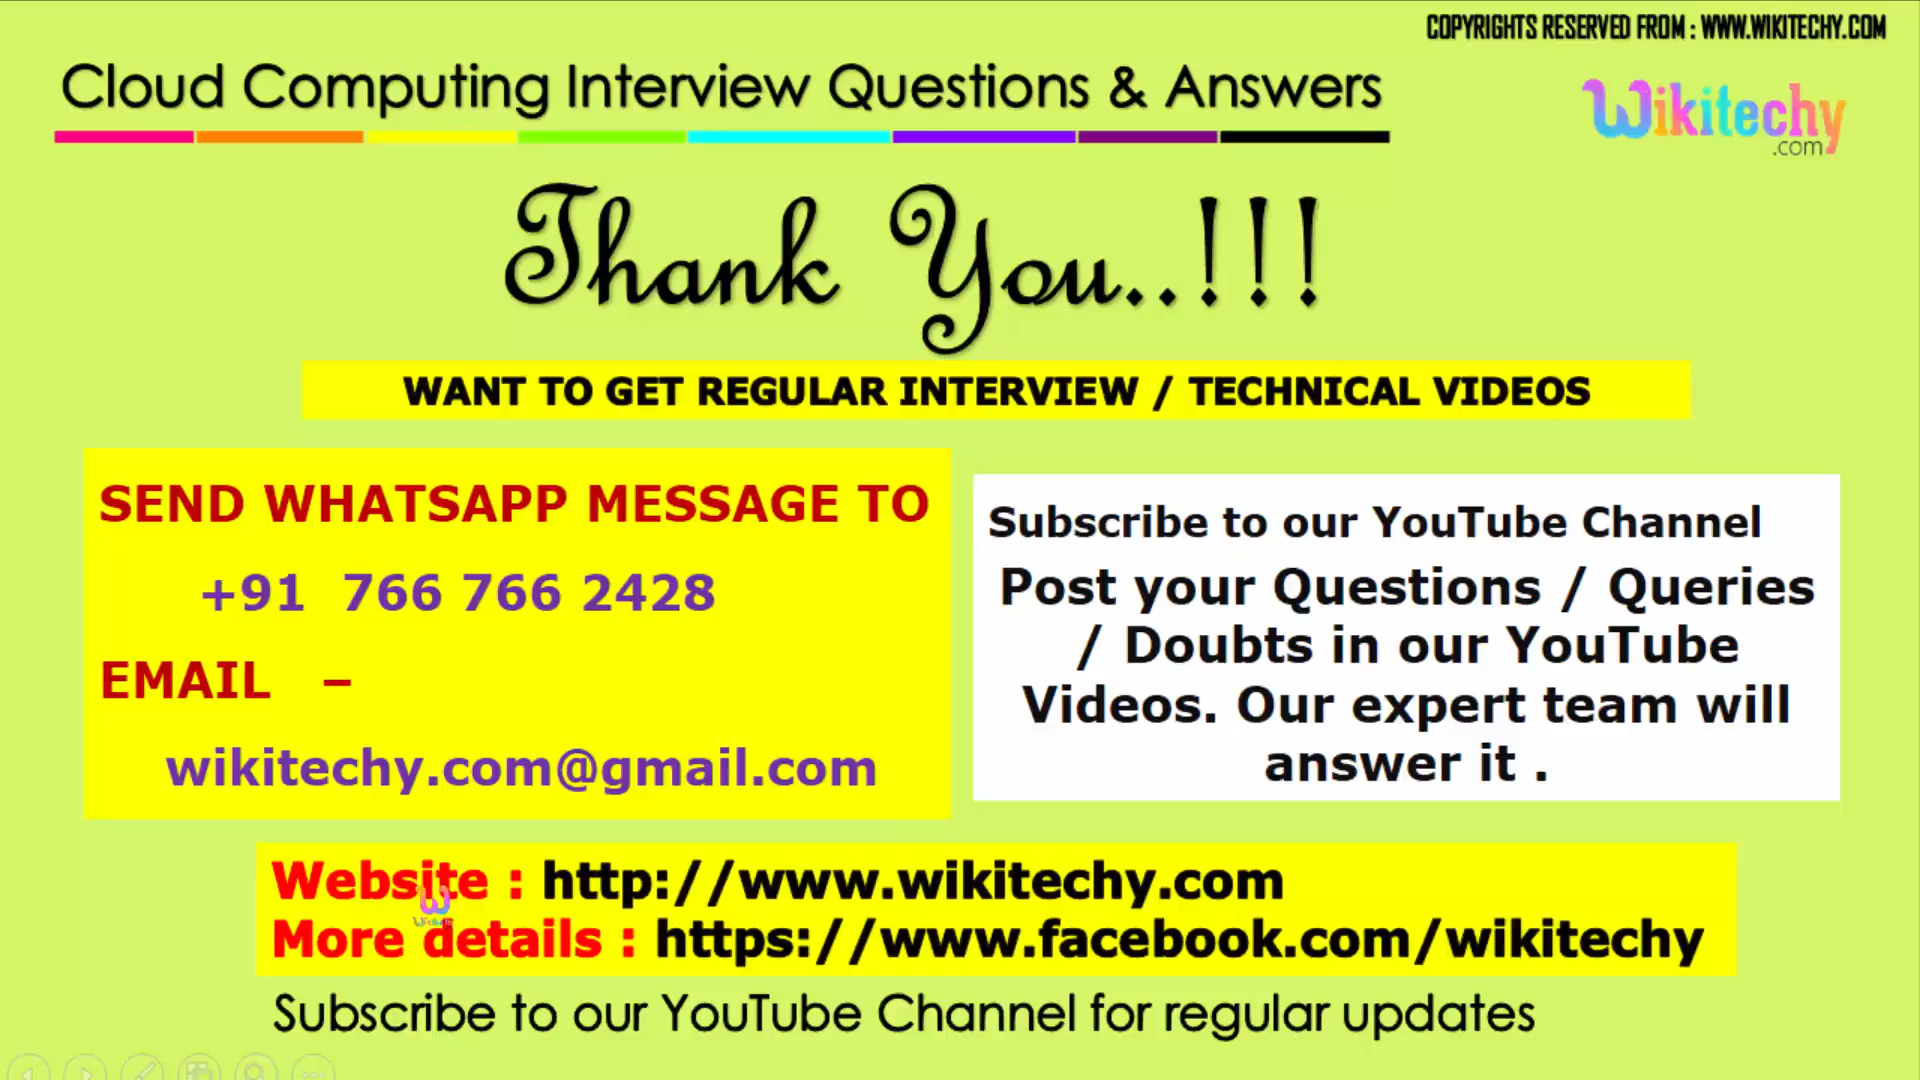 COPYRIGHTS RESERVED FROM : WWW.WIKITECHY.COM
Cloud Computing Interview Questions & Answers
Wikitechy
.com
Thank You..!!!
WANT TO GET REGULAR INTERVIEW / TECHNICAL VIDEOS
SEND WHATSAPP MESSAGE TO
+91 766 766 2428
EMAIL –
wikitechy.com@gmail.com
Subscribe to our YouTube Channel
Post your Questions / Queries
/ Doubts in our YouTube
Videos. Our expert team will
answer it .
Website : http://www.wikitechy.com
More details : https://www.facebook.com/wikitechy
Subscribe to our YouTube Channel for regular updates